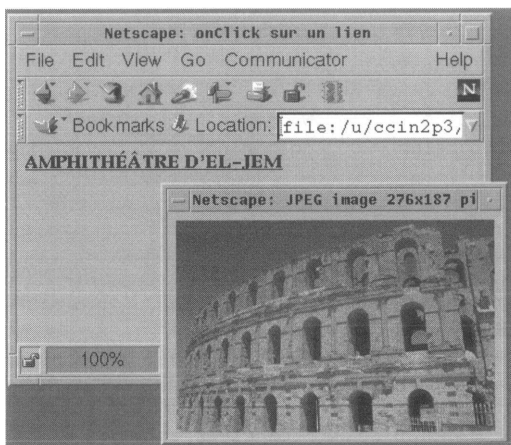 Netscape: onClick sur un lien
File Edit View Go Communicator Help
N
Bookmarks Location: file:/u/ccin2p3,
AMPHITHÉÂTRE D'EL-JEM
Netscape: JPEG image 276x187 pi
100%